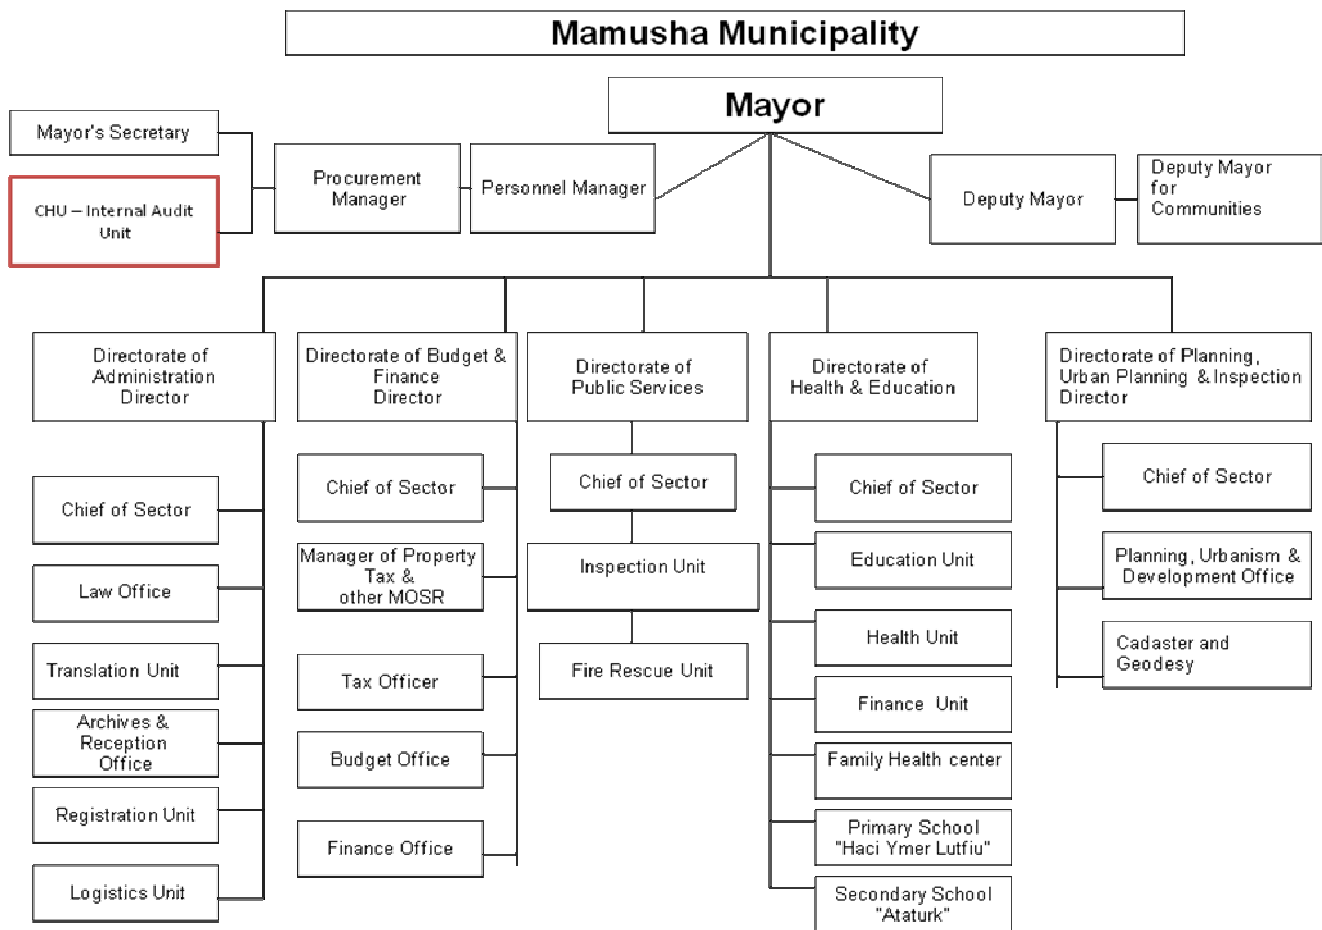 Mamusha Municipality
Mayor
Mayor's Secretary
CHU – Internal Audit
Unit
Procurement
Manager
Personnel Manager
Deputy Mayor
Deputy Mayor
for
Communities
Directorate of
Administration
Director
Chief of Sector
Law Office
Translation Unit
Archives &
Reception
Office
Registration Unit
Logistics Unit
Directorate of Budget &
Finance
Director
Chief of Sector
Manager of Property
Tax &
other MOSR
Tax Officer
Budget Office
Finance Office
Directorate of
Public Services
Chief of Sector
Inspection Unit
Fire Rescue Unit
Directorate of
Health & Education
Chief of Sector
Education Unit
Health Unit
Finance Unit
Family Health center
Primary School
"Haci Ymer Lutfiu"
Secondary School
"Ataturk"
Directorate of Planning,
Urban Planning & Inspection
Director
Chief of Sector
Planning, Urbanism &
Development Office
Cadaster and
Geodesy